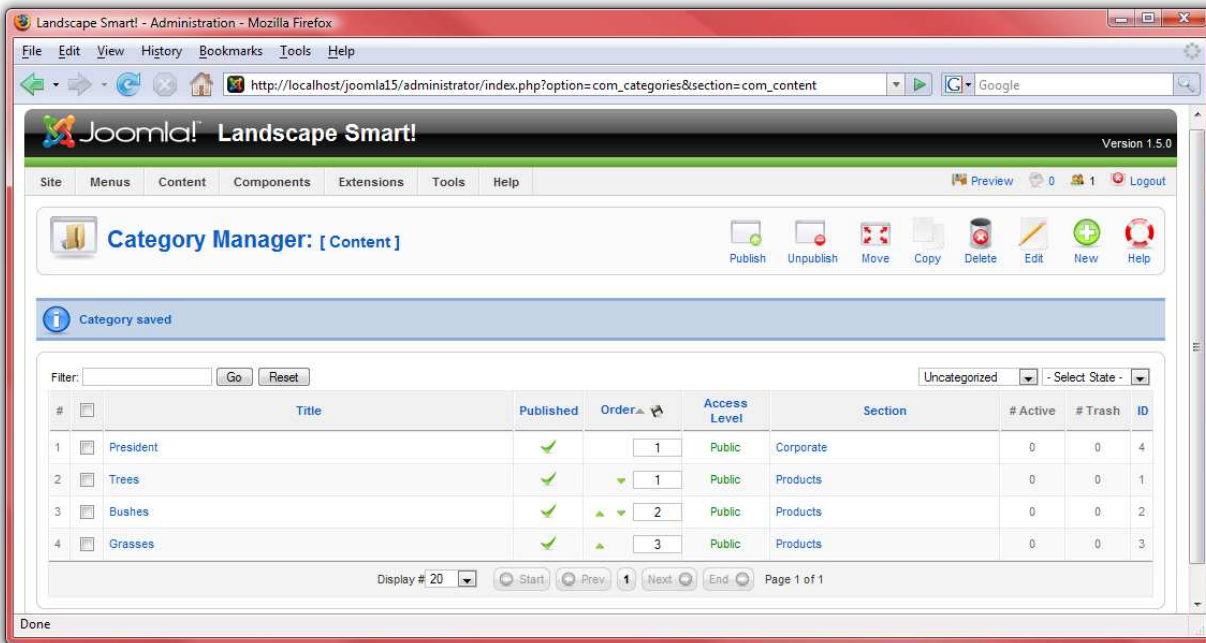 Landscape Smart! - Administration - Mozilla Firefox
File Edit View History Bookmarks Tools Help
http://localhost/joomla15/administrator/index.php?option=com_categories&section=com_content G Google
Joomla!™ Landscape Smart!
Version 1.5.0
Site Menus Content Components Extensions Tools Help Preview 0 1 Logout
Category Manager: [ Content ]
Publish Unpublish Move Copy Delete Edit New Help
Category saved
Filter: Go Reset Uncategorized - Select State -
# Title Published Order Access Level Section # Active # Trash ID
1 President 1 Public Corporate 0 0 4
2 Trees 1 Public Products 0 0 1
3 Bushes 2 Public Products 0 0 2
4 Grasses 3 Public Products 0 0 3
Display # 20 Start Prev 1 Next End Page 1 of 1
Done